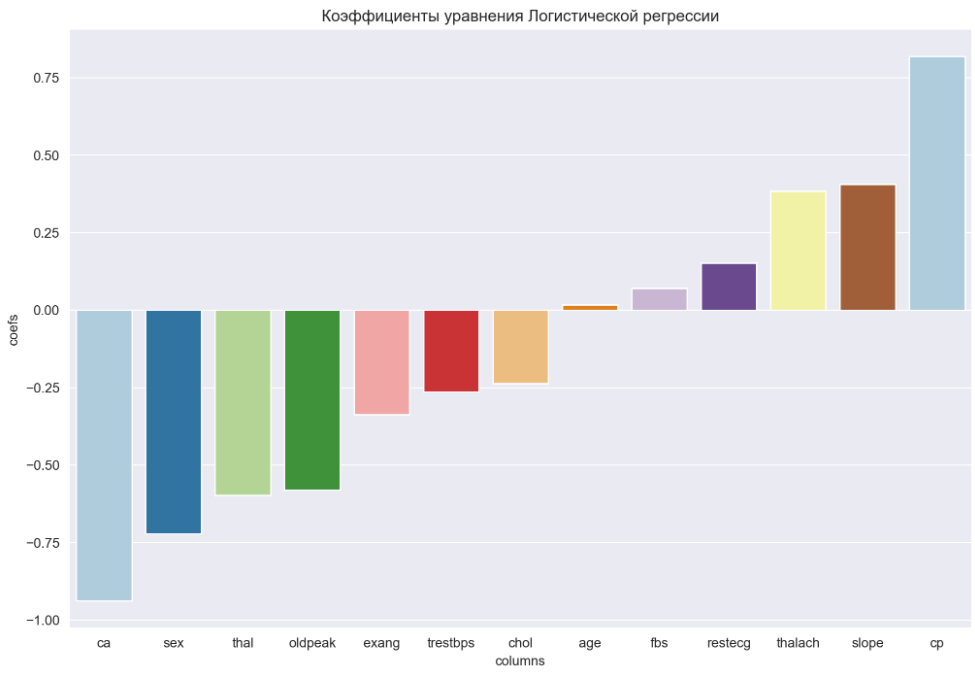 Коэффициенты уравнения Логистической регрессии
coefs
0.75
0.50
0.25
0.00
−0.25
−0.50
−0.75
−1.00
ca sex thal oldpeak exang trestbps chol age fbs restecg thalach slope cp
columns